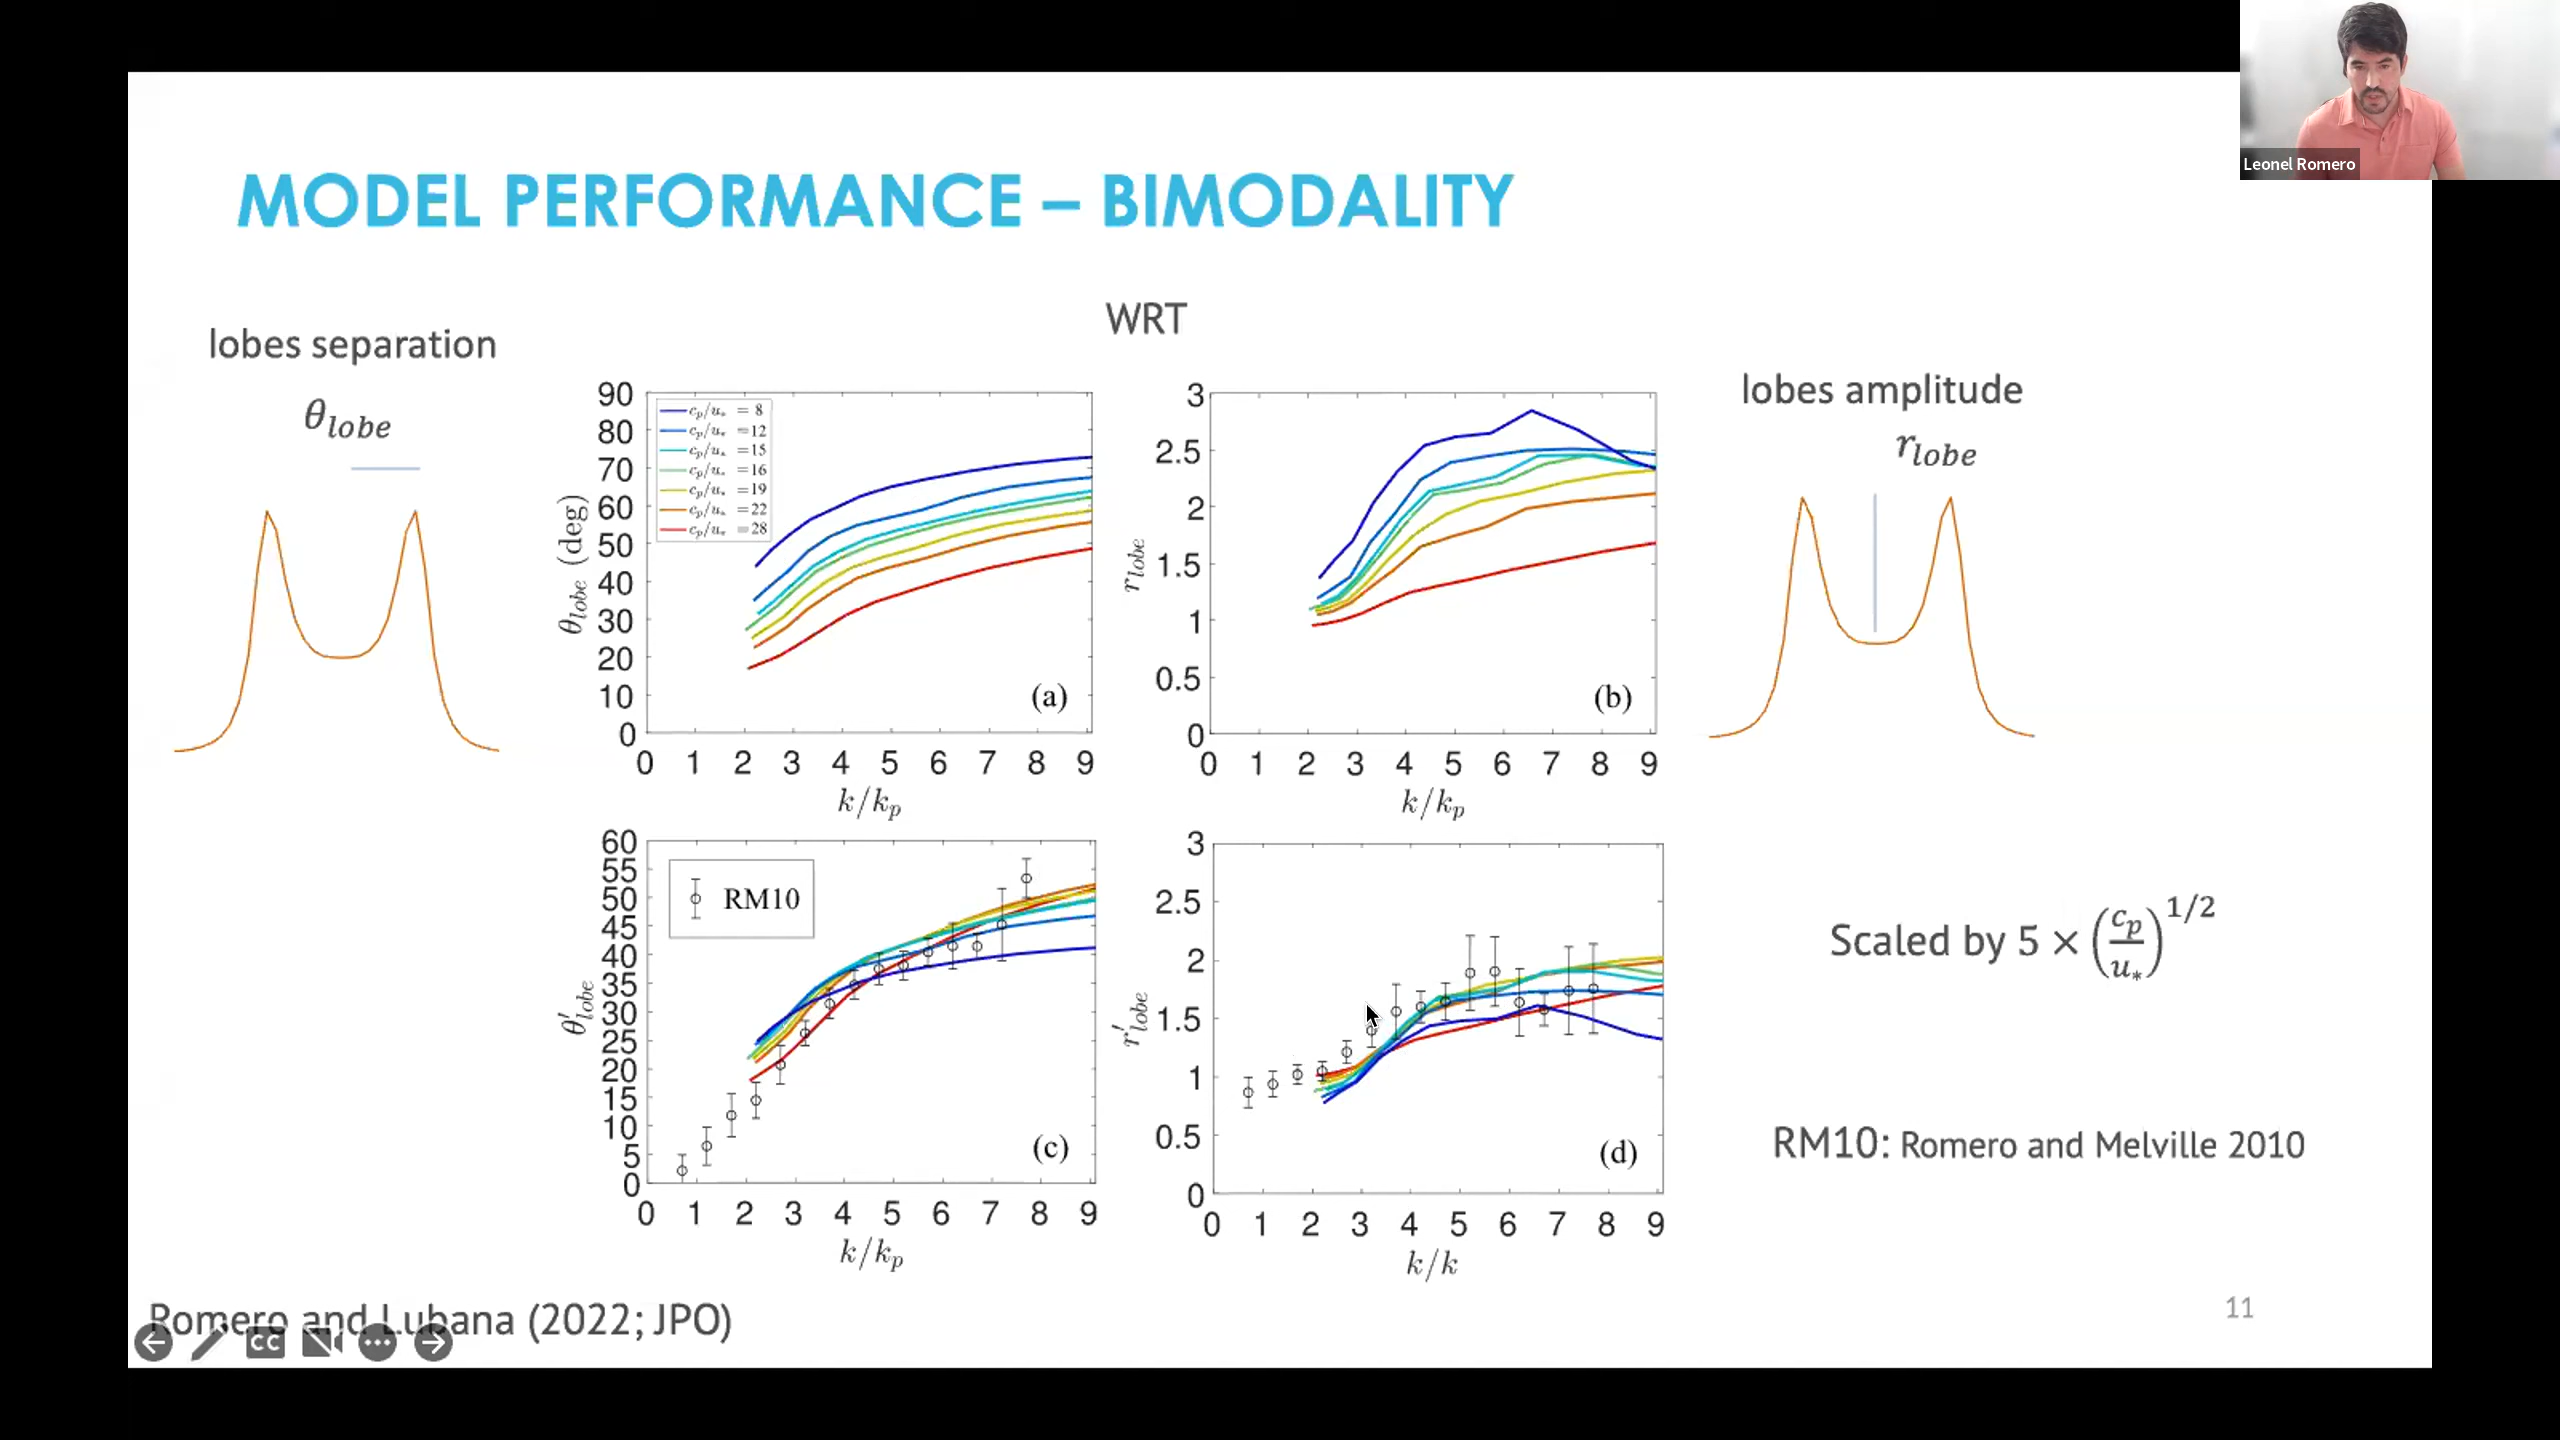 Leonel Romero
MODEL PERFORMANCE – BIMODALITY
WRT
lobes separation
θ_lobe
lobes amplitude
r_lobe
θ_lobe (deg)
90
80
70
60
50
40
30
20
10
0
c_p/u_* = 8
c_p/u_* =12
c_p/u_* =15
c_p/u_* =16
c_p/u_* =19
c_p/u_* =22
c_p/u_* =28
(a)
0 1 2 3 4 5 6 7 8 9
k/k_p
r_lobe
3
2.5
2
1.5
1
0.5
0
(b)
0 1 2 3 4 5 6 7 8 9
k/k_p
θ'_lobe
60
55
50
45
40
35
30
25
20
15
10
5
0
RM10
(c)
0 1 2 3 4 5 6 7 8 9
k/k_p
r'_lobe
3
2.5
2
1.5
1
0.5
0
(d)
0 1 2 3 4 5 6 7 8 9
k/k
Scaled by 5 × (c_p/u_*)^1/2
RM10: Romero and Melville 2010
Romero and Lubana (2022; JPO)
CC
11